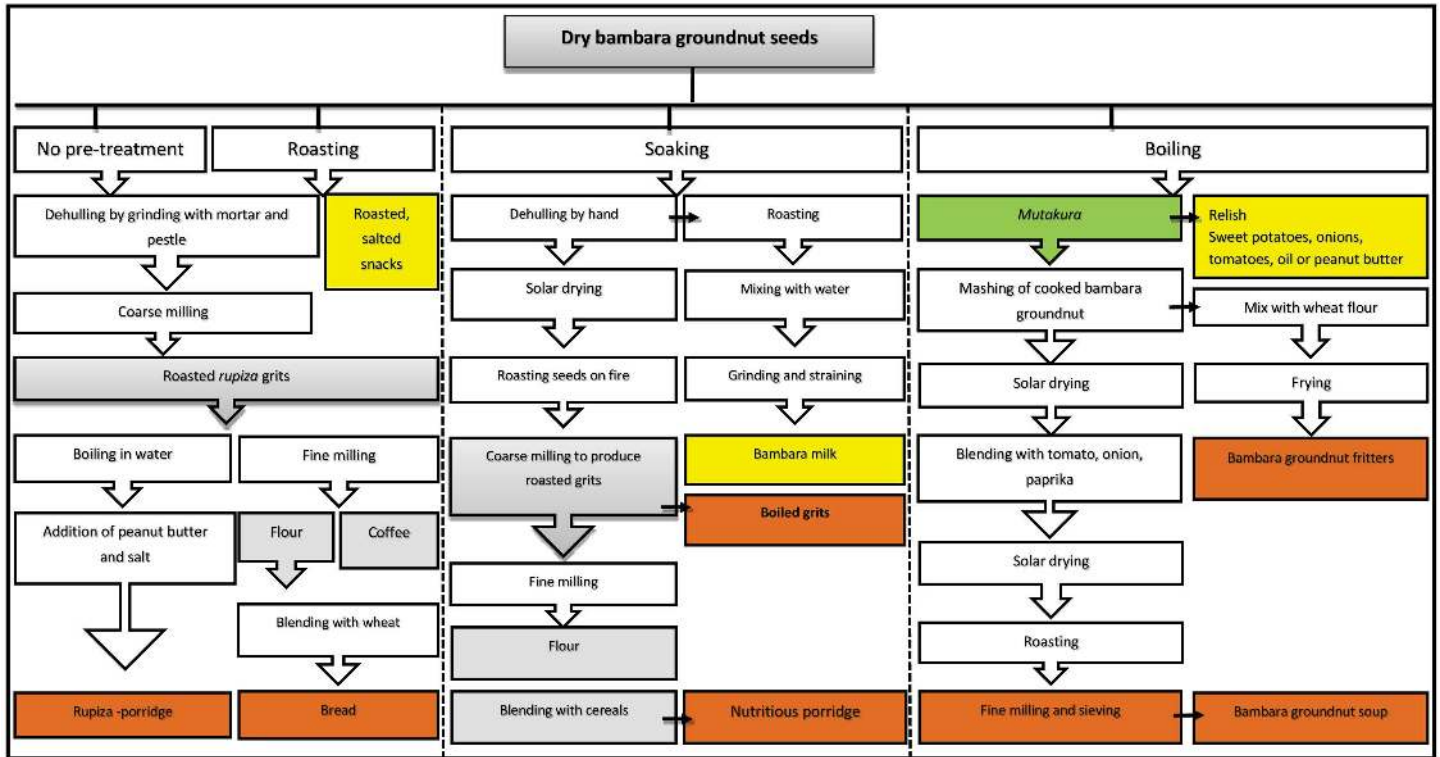 Dry bambara groundnut seeds
No pre-treatment
Roasting
Dehulling by grinding with mortar and
pestle
Roasted,
salted
snacks
Coarse milling
Roasted rupiza grits
Boiling in water
Fine milling
Addition of peanut butter
and salt
Flour
Coffee
Blending with wheat
Rupiza -porridge
Bread
Soaking
Dehulling by hand
Roasting
Solar drying
Mixing with water
Roasting seeds on fire
Grinding and straining
Coarse milling to produce
roasted grits
Bambara milk
Boiled grits
Fine milling
Flour
Blending with cereals
Nutritious porridge
Boiling
Mutakura
Relish
Sweet potatoes, onions,
tomatoes, oil or peanut butter
Mashing of cooked bambara
groundnut
Mix with wheat flour
Solar drying
Frying
Blending with tomato, onion,
paprika
Bambara groundnut fritters
Solar drying
Roasting
Fine milling and sieving
Bambara groundnut soup